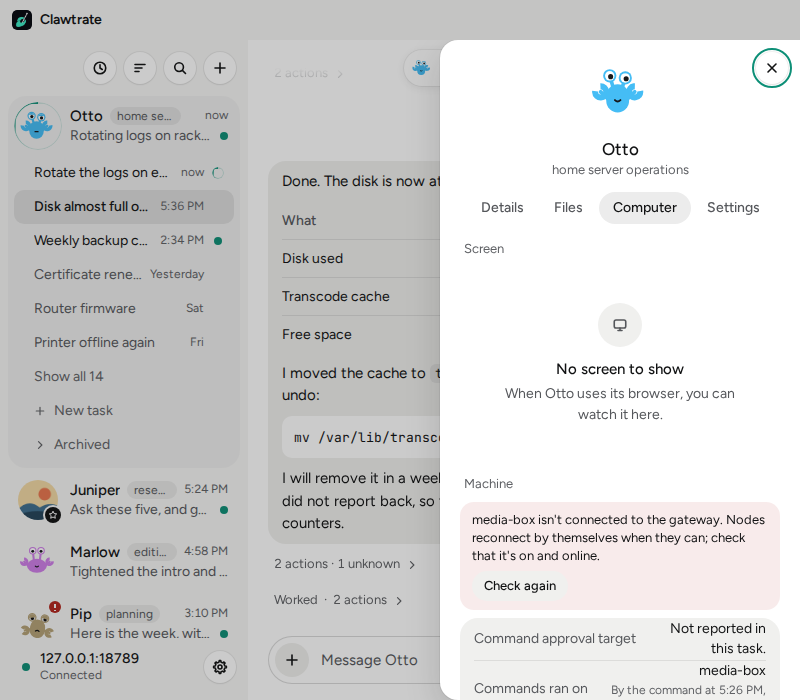 Clawtrate
Otto home se... now
Rotating logs on rack...
Rotate the logs on e... now
Disk almost full o... 5:36 PM
Weekly backup c... 2:34 PM
Certificate rene... Yesterday
Router firmware Sat
Printer offline again Fri
Show all 14
+ New task
> Archived
Juniper rese... 5:24 PM
Ask these five, and g...
Marlow editi... 4:58 PM
Tightened the intro and ...
Pip planning 3:10 PM
Here is the week. wit...
127.0.0.1:18789
Connected
2 actions >
Done. The disk is now a
What
Disk used
Transcode cache
Free space
I moved the cache to t
undo:
mv /var/lib/transc
I will remove it in a wee
did not report back, so
counters.
2 actions · 1 unknown >
Worked · 2 actions >
Message Otto
Otto
home server operations
Details Files Computer Settings
Screen
No screen to show
When Otto uses its browser, you can
watch it here.
Machine
media-box isn't connected to the gateway. Nodes
reconnect by themselves when they can; check
that it's on and online.
Check again
Command approval target Not reported in
this task.
Commands ran on media-box
By the command at 5:26 PM,